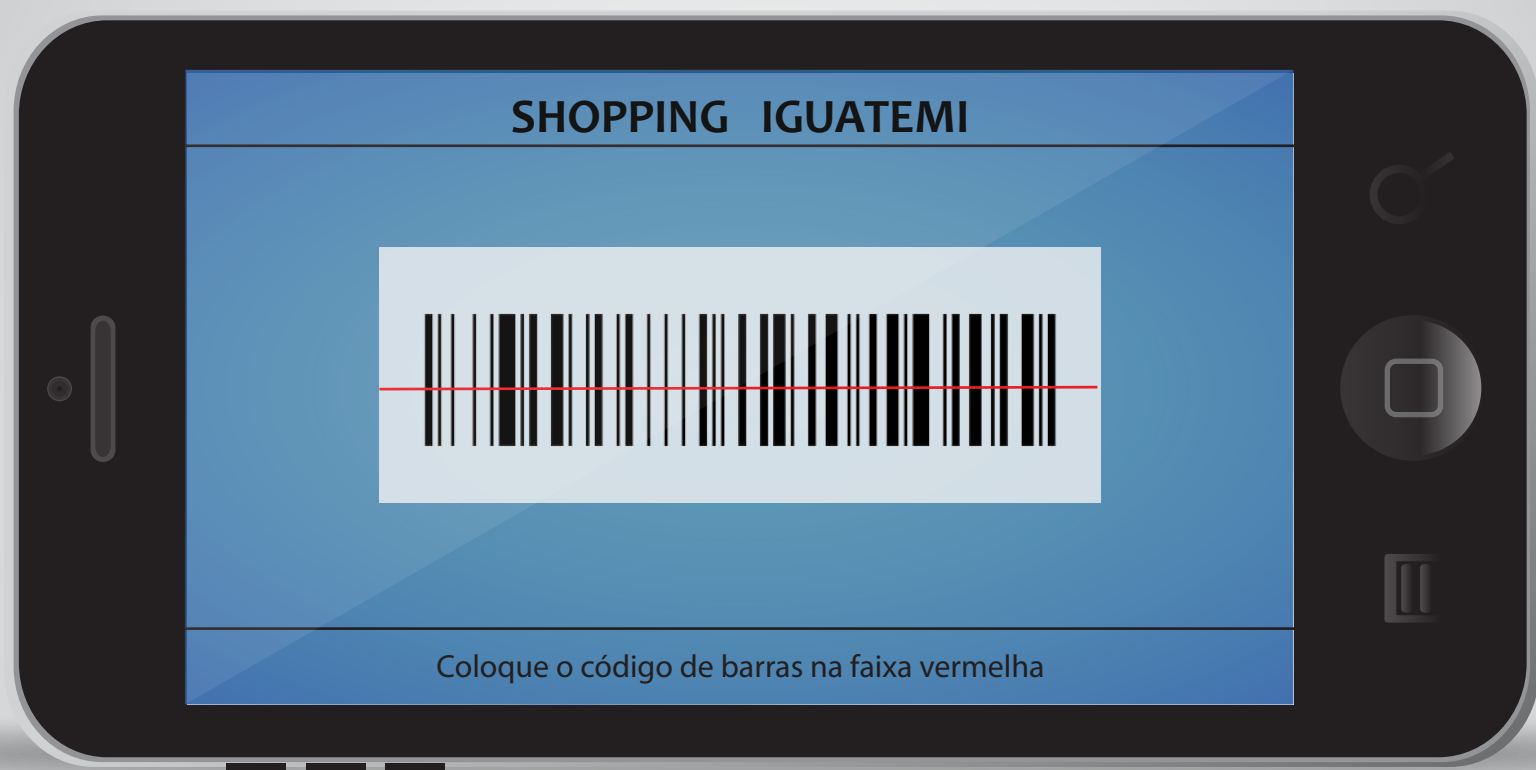 SHOPPING IGUATEMI
Coloque o código de barras na faixa vermelha